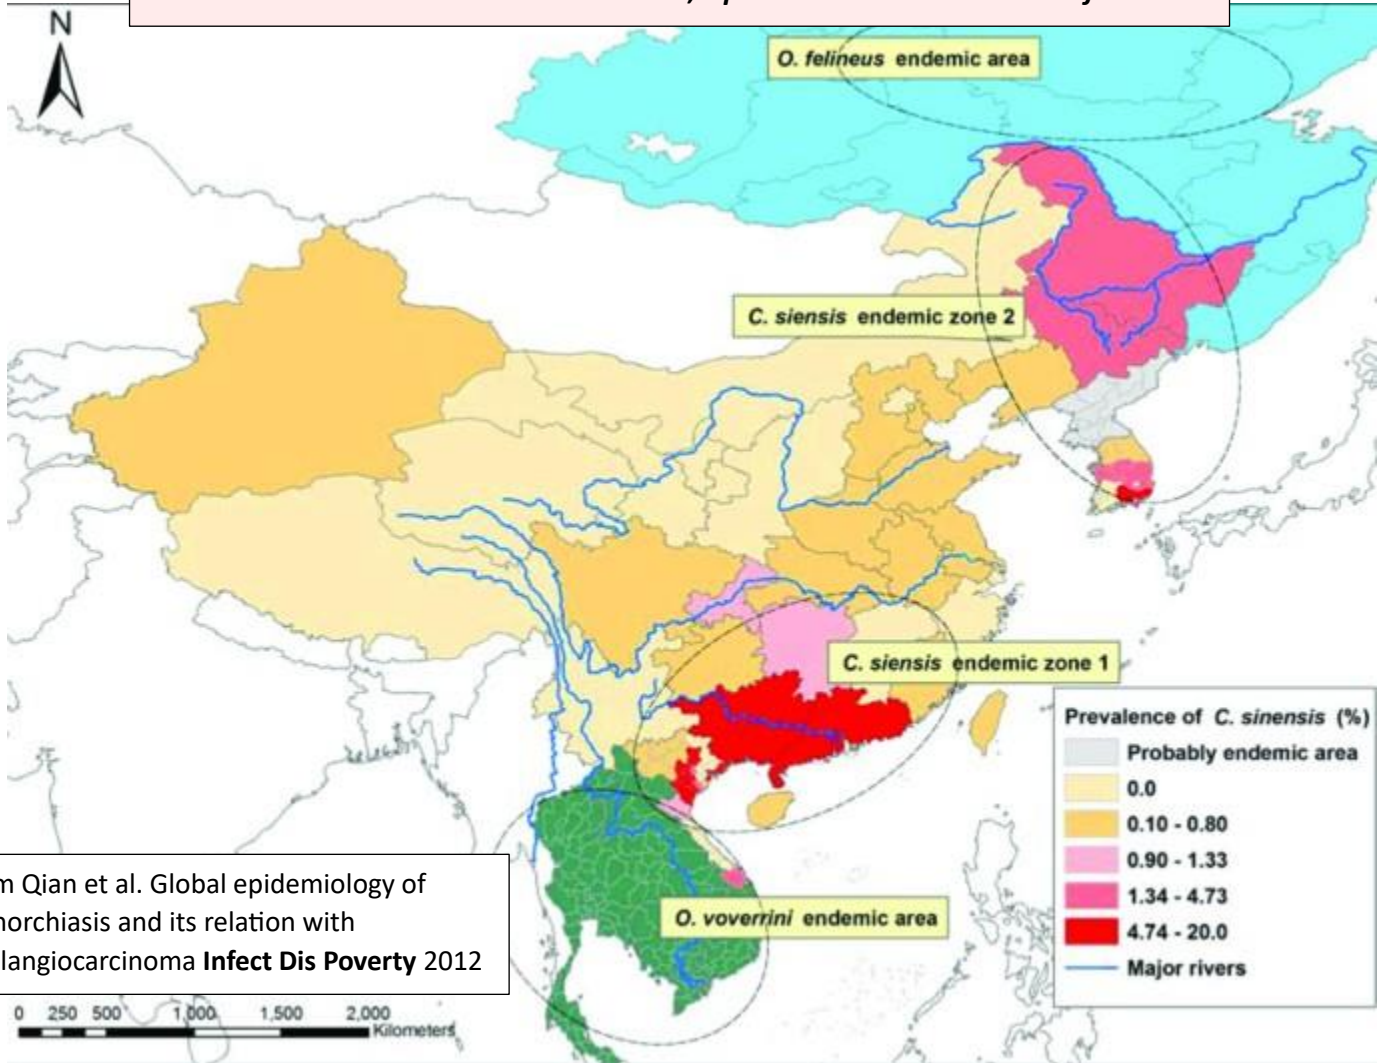 N
O. felineus endemic area
C. siensis endemic zone 2
C. siensis endemic zone 1
Prevalence of C. sinensis (%)
Probably endemic area
0.0
0.10 - 0.80
0.90 - 1.33
1.34 - 4.73
4.74 - 20.0
Major rivers
O. voverrini endemic area
m Qian et al. Global epidemiology of
norchiasis and its relation with
langiocarcinoma Infect Dis Poverty 2012
0 250 500 1,000 1,500 2,000
Kilometers